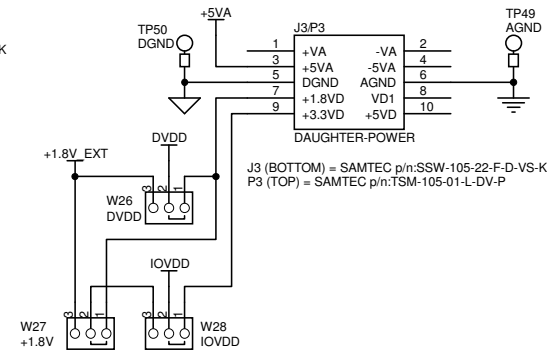 K
TP50
DGND
+5VA
TP49
AGND
J3/P3
1 +VA -VA 2
3 +5VA -5VA 4
5 DGND AGND 6
7 +1.8VD VD1 8
9 +3.3VD +5VD 10
DAUGHTER-POWER
J3 (BOTTOM) = SAMTEC p/n:SSW-105-22-F-D-VS-K
P3 (TOP) = SAMTEC p/n:TSM-105-01-L-DV-P
+1.8V_EXT
DVDD
W26
DVDD
3 2 1
IOVDD
W27
+1.8V
3 2 1
3 2 1
W28
IOVDD